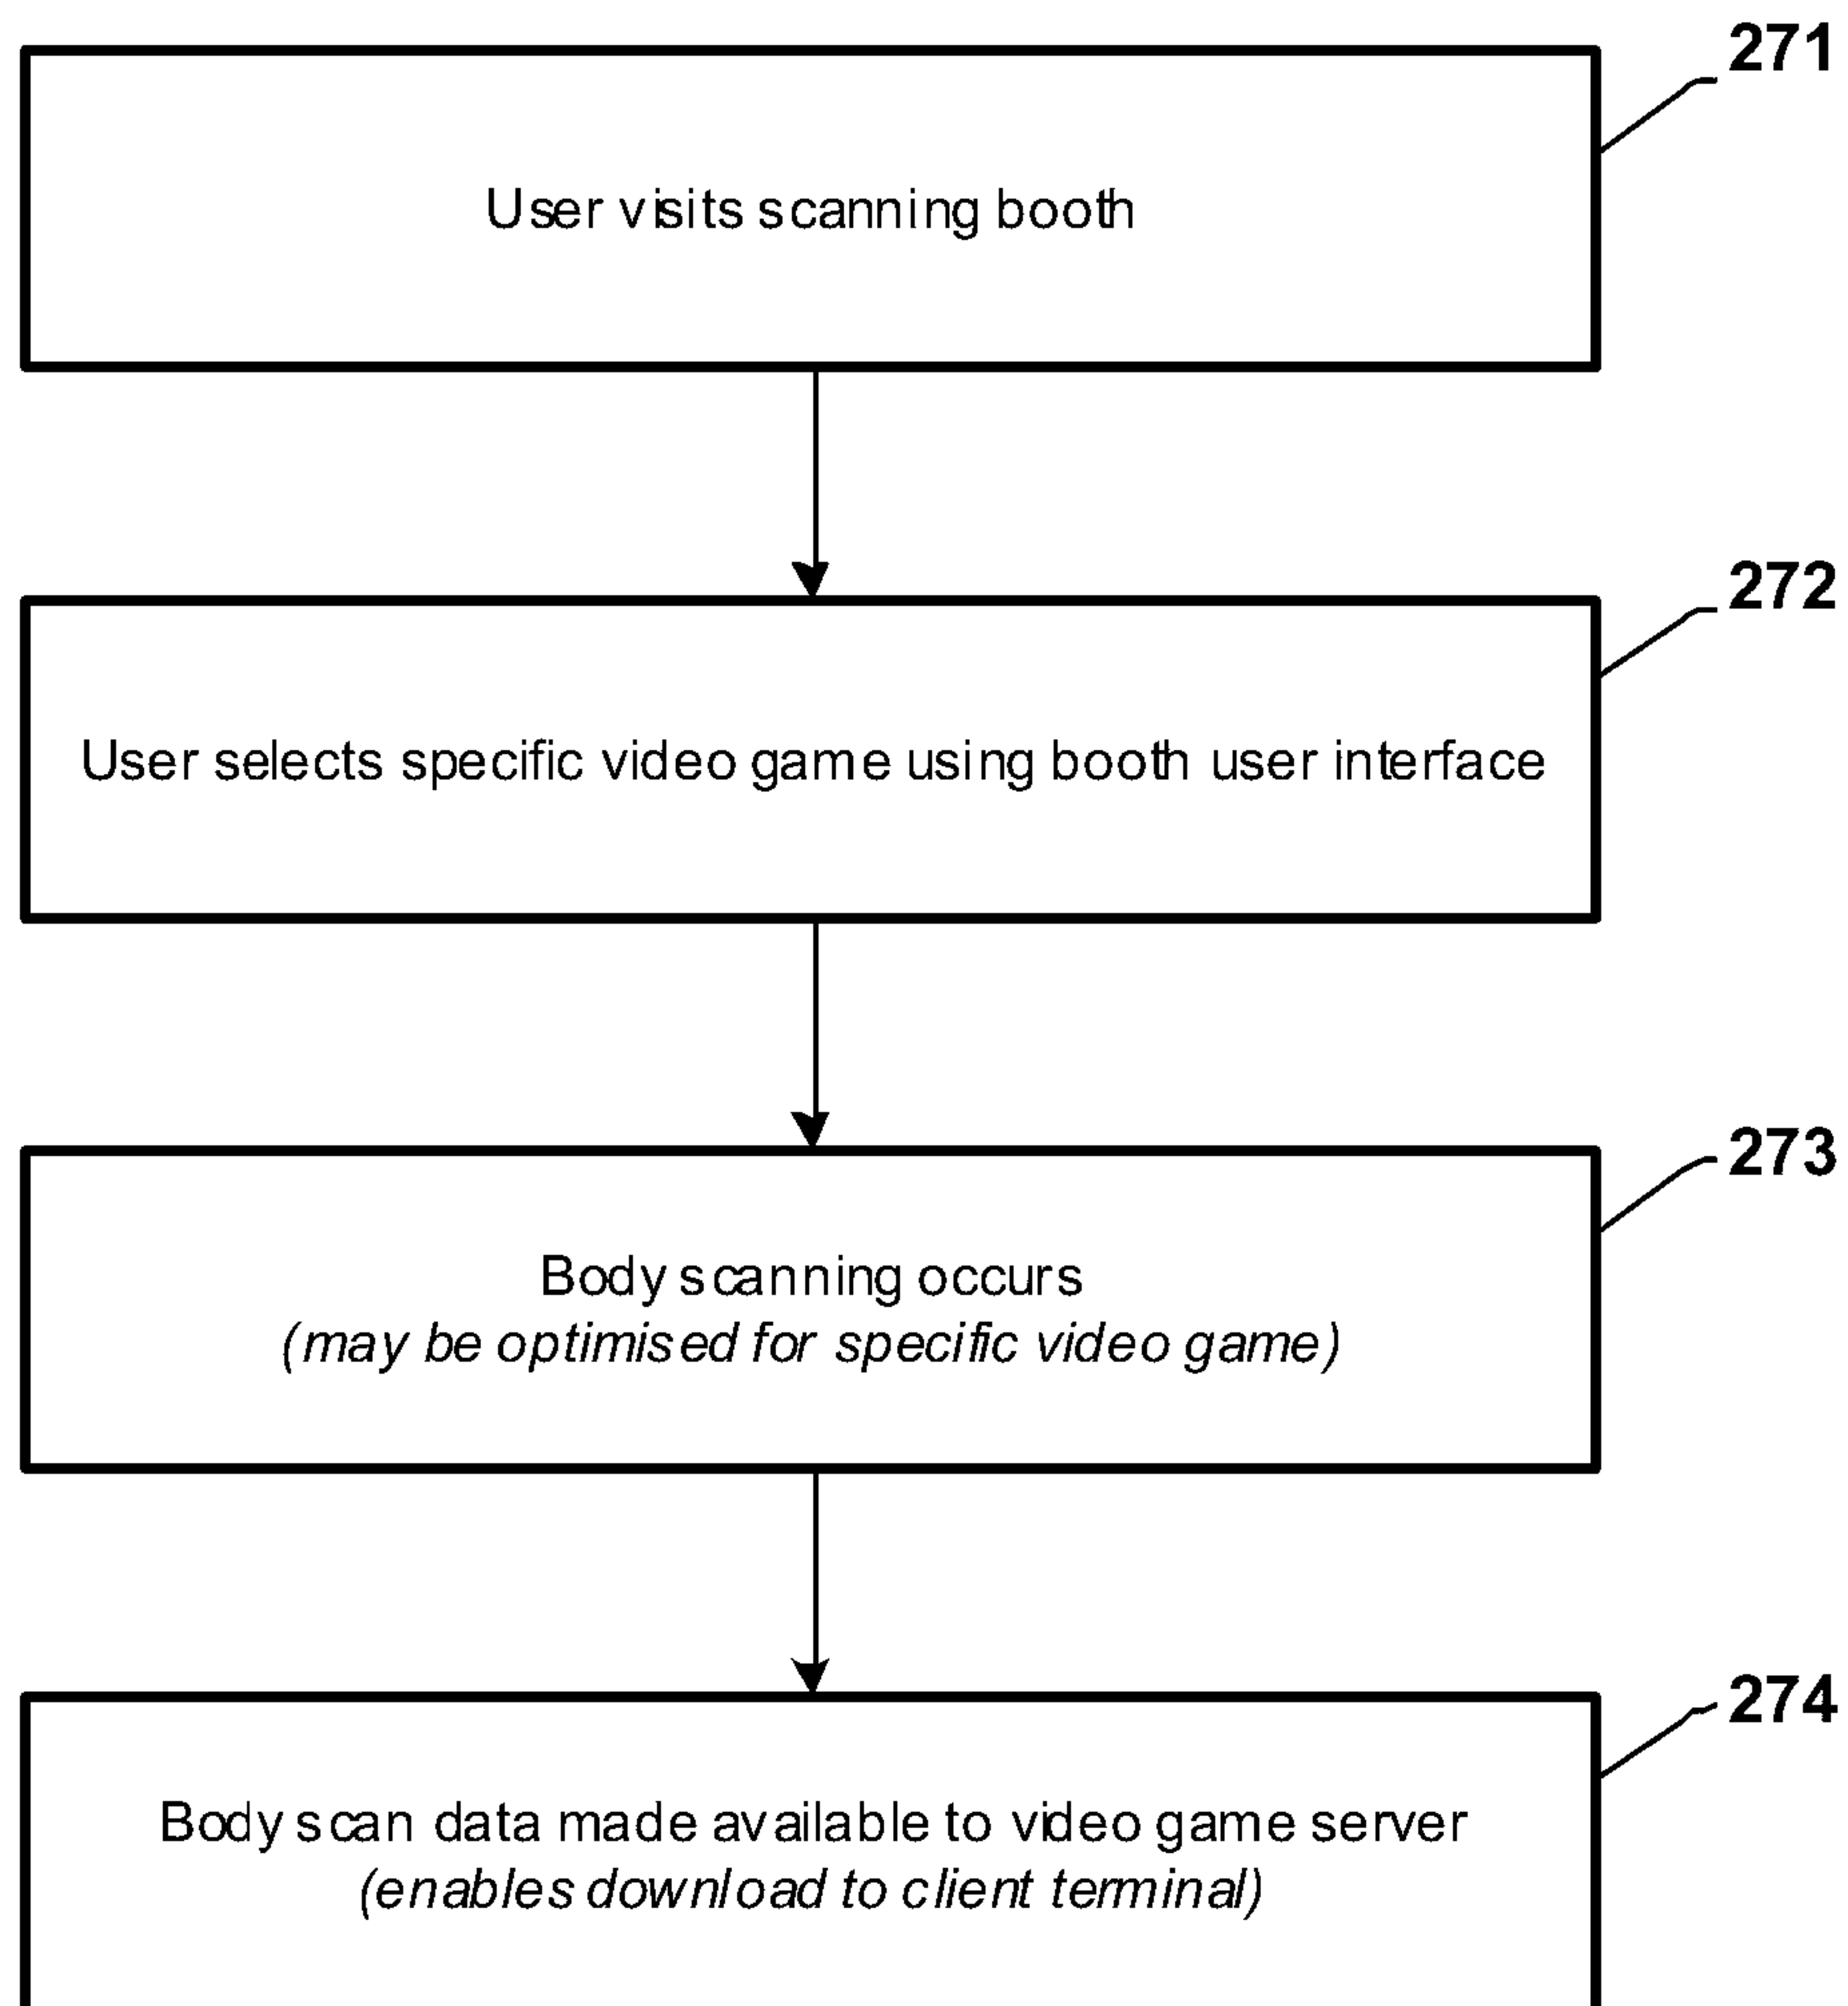 271
User visits scanning booth
272
User selects specific video game using booth user interface
273
Body scanning occurs
(may be optimised for specific video game)
274
Body scan data made available to video game server
(enables download to client terminal)